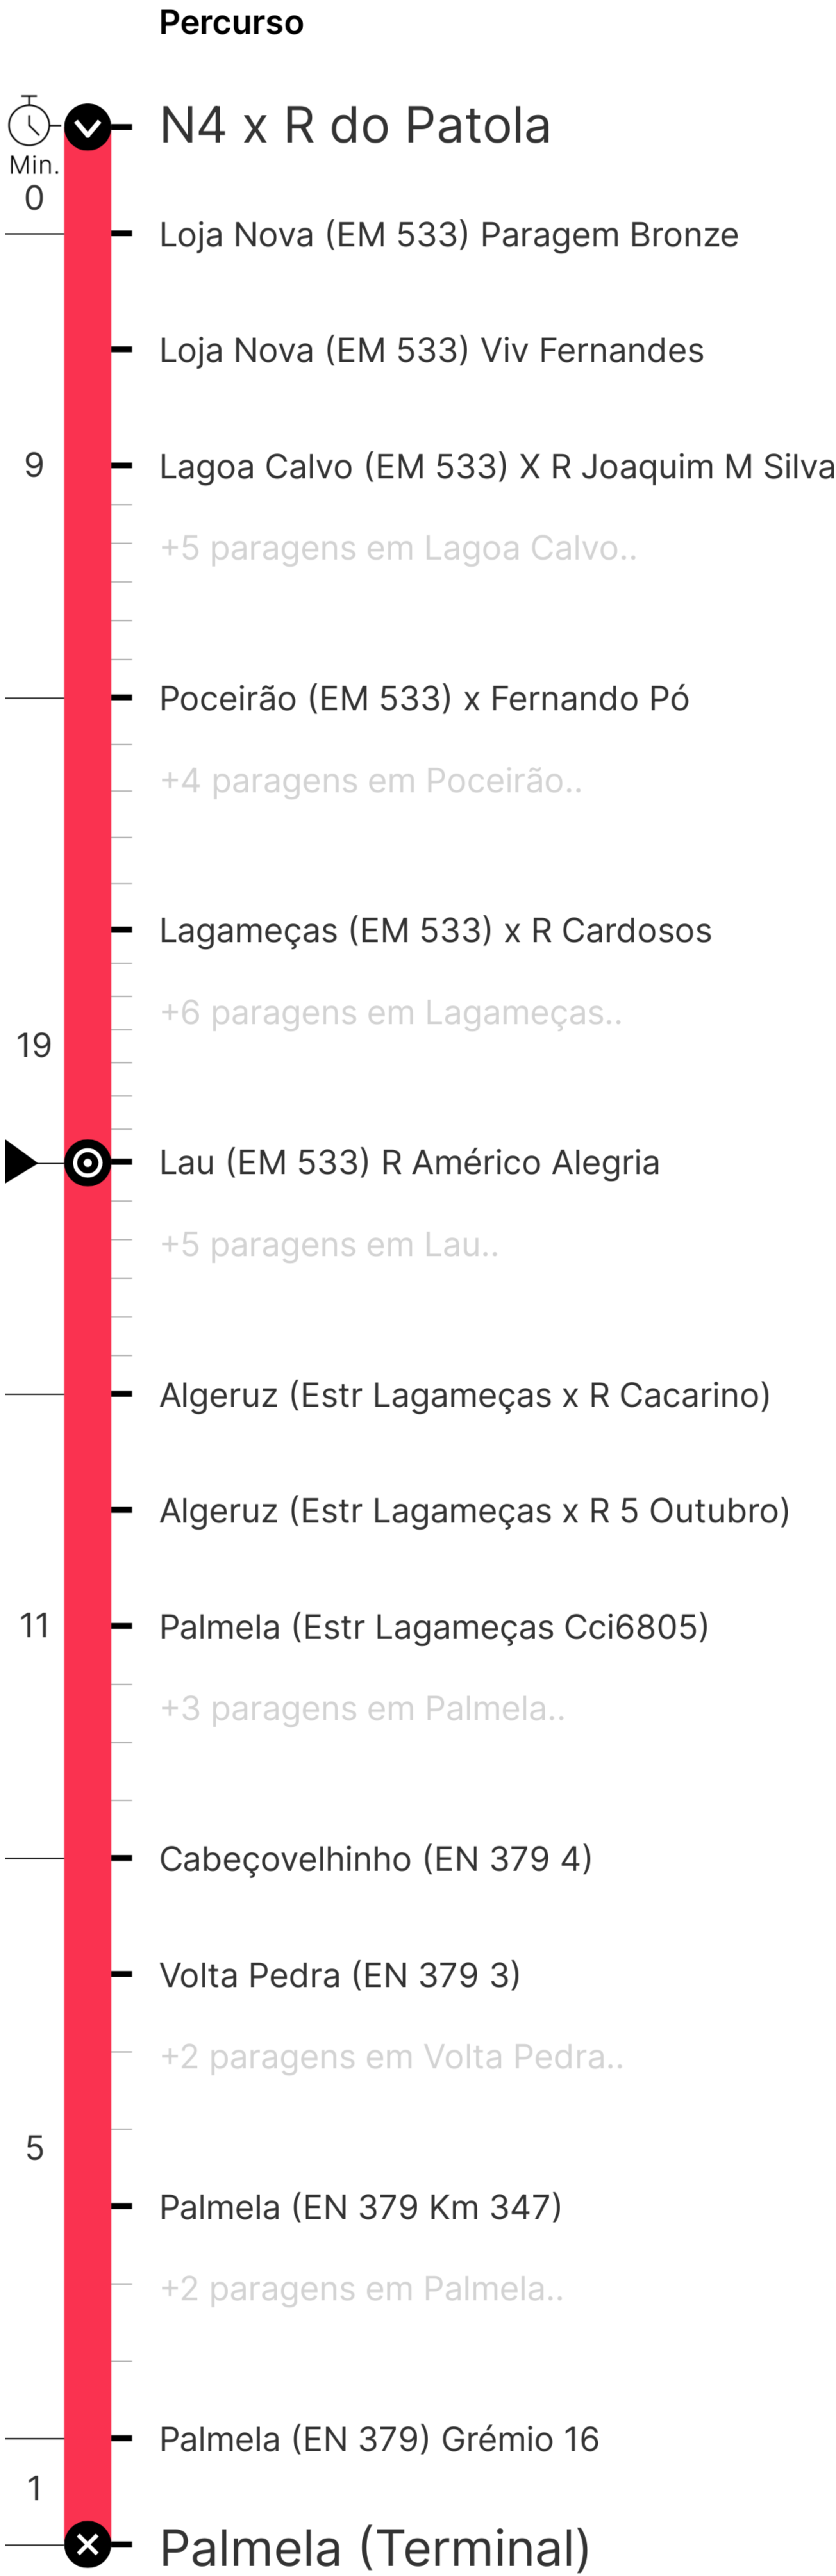 Percurso
N4 x R do Patola
Min.
0
Loja Nova (EM 533) Paragem Bronze
Loja Nova (EM 533) Viv Fernandes
9
Lagoa Calvo (EM 533) X R Joaquim M Silva
+5 paragens em Lagoa Calvo..
Poceirão (EM 533) x Fernando Pó
+4 paragens em Poceirão..
Lagameças (EM 533) x R Cardosos
+6 paragens em Lagameças..
19
Lau (EM 533) R Américo Alegria
+5 paragens em Lau..
Algeruz (Estr Lagameças x R Cacarino)
Algeruz (Estr Lagameças x R 5 Outubro)
11
Palmela (Estr Lagameças Cci6805)
+3 paragens em Palmela..
Cabeçovelhinho (EN 379 4)
Volta Pedra (EN 379 3)
+2 paragens em Volta Pedra..
5
Palmela (EN 379 Km 347)
+2 paragens em Palmela..
Palmela (EN 379) Grémio 16
1
Palmela (Terminal)